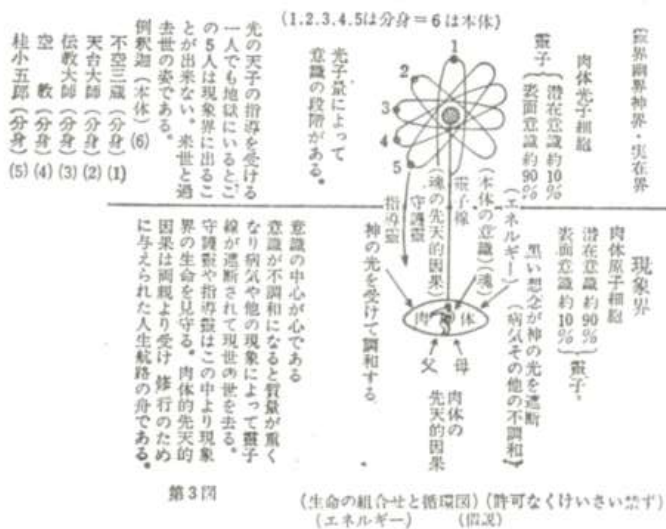 (1.2.3.4.5は分身=6は本体)
霊界幽界神界・実在界
肉体光子細胞
潜在意識約10%
表面意識約90%
靈子
1
2
3
4
5
光子量によって
意識の段階がある。
光の天子の指導を受ける
一人でも地獄にいるとこ
の5人は現象界に出るこ
とが出来ない。来世と過
去世の姿である。
例釈迦(本体)(6)
不空三蔵(分身)(1)
天台大師(分身)(2)
伝教大師(分身)(3)
空 教(分身)(4)
桂小五郎(分身)(5)
現象界
肉体原子細胞
潜在意識約90%
表面意識約10%
靈子。
黒い想念が神の光を遮断
(病気その他の不調和)
(エネルギー)
(本体の意識)(魂)
靈子線
(魂の先天的因果)
守護靈
指導靈
神の光を受けて調和する
肉 体
父 母
肉体の
先天的因果
意識の中心が心である
意識が不調和になると質量が重く
なり病気や他の現象によって靈子
線が遮断されて現世の世を去る。
守護靈や指導靈はこの中より現象
界の生命を見守る。肉体的先天的
因果は両親より受け 修行のため
に与えられた人生航路の舟である。
第3図
(生命の組合せと循環図)(許可なくけいさい禁ず)
(エネルギー) (仮説)